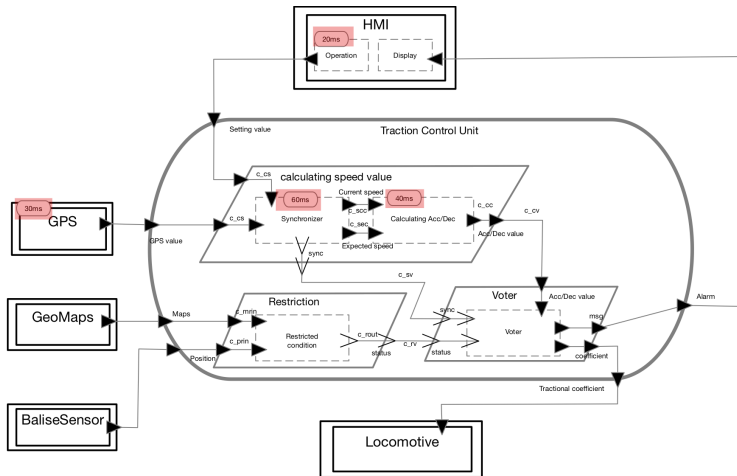 HMI
20ms
Operation
Display
Setting value
Traction Control Unit
calculating speed value
c_cs
60ms
Current speed
40ms
30ms
GPS
GPS value
c_cs
Synchronizer
c_scc
c_sec
Calculating Acc/Dec
c_cc
c_cv
Acc/Dec value
Expected speed
sync
c_sv
GeoMaps
Maps
Restriction
c_mrin
Restricted
condition
c_prin
Position
c_rout
status
c_rv
Voter
Acc/Dec value
sync
status
Voter
msg
coefficient
Alarm
Tractional coefficient
BaliseSensor
Locomotive